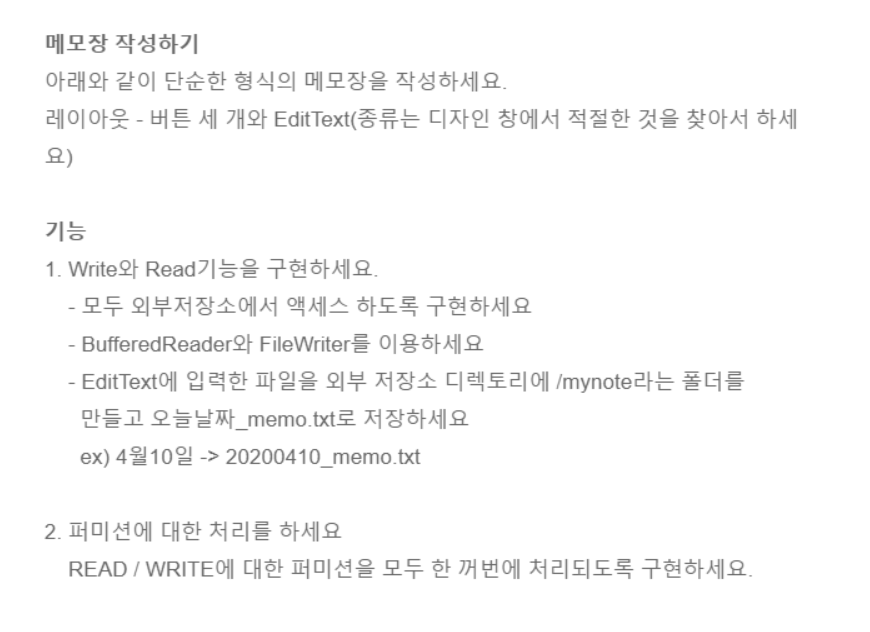 메모장 작성하기
아래와 같이 단순한 형식의 메모장을 작성하세요.
레이아웃 - 버튼 세 개와 EditText(종류는 디자인 창에서 적절한 것을 찾아서 하세
요)
기능
1. Write와 Read기능을 구현하세요.
- 모두 외부저장소에서 액세스 하도록 구현하세요
- BufferedReader와 FileWriter를 이용하세요
- EditText에 입력한 파일을 외부 저장소 디렉토리에 /mynote라는 폴더를
만들고 오늘날짜_memo.txt로 저장하세요
ex) 4월10일 -> 20200410_memo.txt
2. 퍼미션에 대한 처리를 하세요
READ / WRITE에 대한 퍼미션을 모두 한 꺼번에 처리되도록 구현하세요.